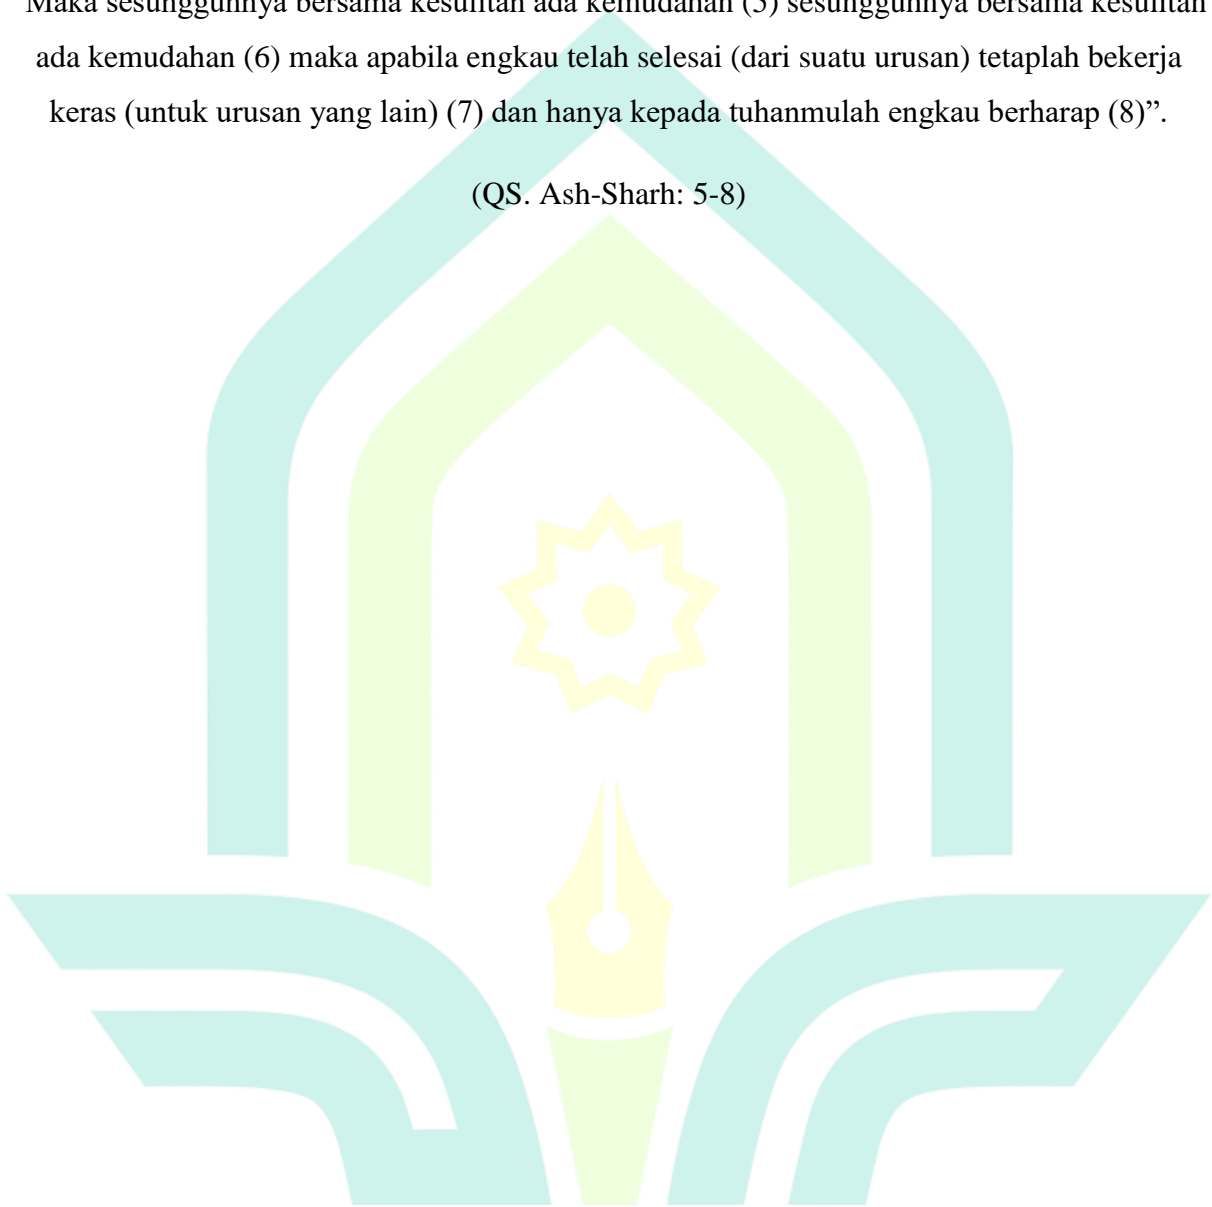 Maka sesungguhnya bersama kesulitan ada kemudahan (5) sesungguhnya bersama kesulitan
ada kemudahan (6) maka apabila engkau telah selesai (dari suatu urusan) tetaplah bekerja
keras (untuk urusan yang lain) (7) dan hanya kepada tuhanmulah engkau berharap (8)”.
(QS. Ash-Sharh: 5-8)